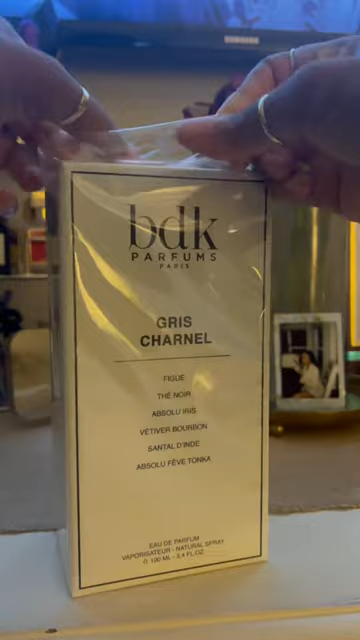 SAMSUNG
bdk
PARFUMS
PARIS
GRIS
CHARNEL
FIGUE
THÉ NOIR
ABSOLU IRIS
VÉTIVER BOURBON
SANTAL D'INDE
ABSOLU FÈVE TONKA
EAU DE PARFUM
VAPORISATEUR - NATURAL SPRAY
100 ML - 3.4 FL.OZ